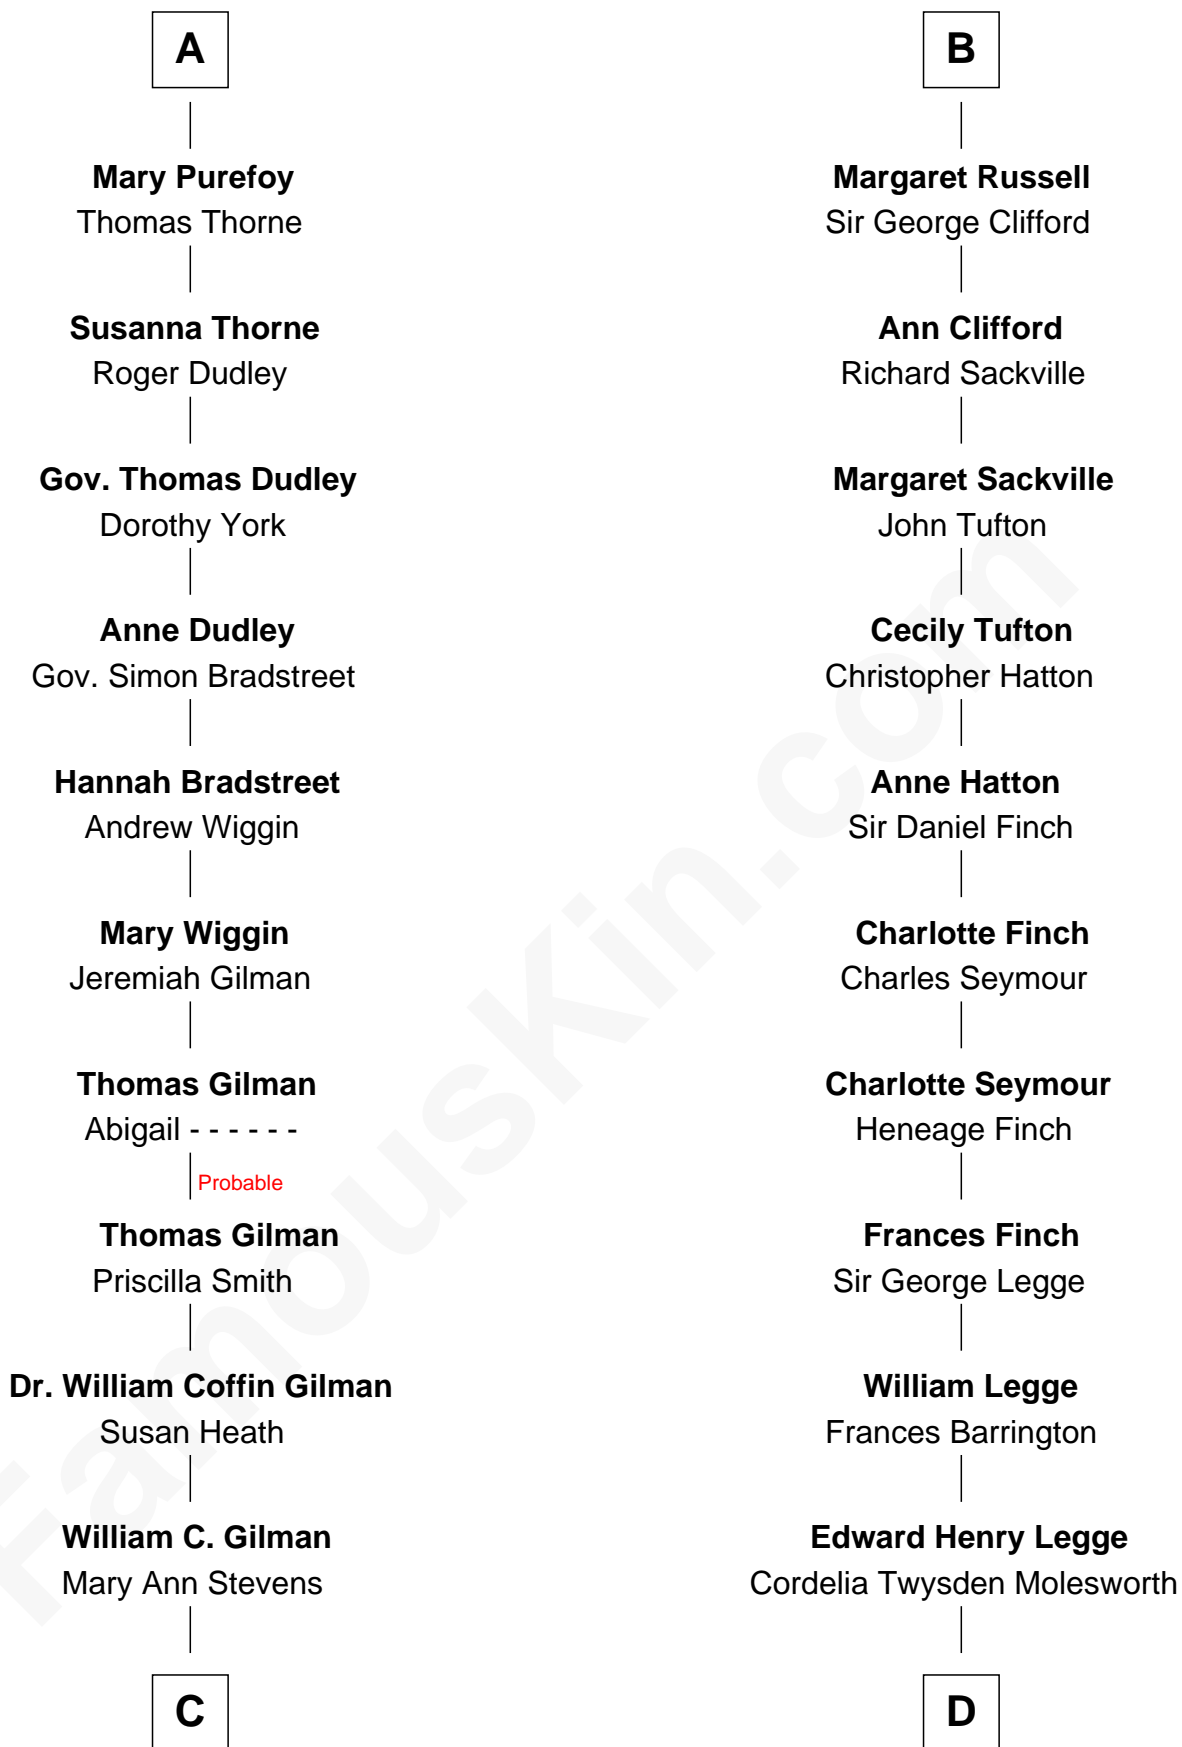 A
Mary Purefoy
Thomas Thorne
Susanna Thorne
Roger Dudley
Gov. Thomas Dudley
Dorothy York
Anne Dudley
Gov. Simon Bradstreet
Hannah Bradstreet
Andrew Wiggin
Mary Wiggin
Jeremiah Gilman
Thomas Gilman
Abigail - - - - - -
Probable
Thomas Gilman
Priscilla Smith
Dr. William Coffin Gilman
Susan Heath
William C. Gilman
Mary Ann Stevens
C
B
Margaret Russell
Sir George Clifford
Ann Clifford
Richard Sackville
Margaret Sackville
John Tufton
Cecily Tufton
Christopher Hatton
Anne Hatton
Sir Daniel Finch
Charlotte Finch
Charles Seymour
Charlotte Seymour
Heneage Finch
Frances Finch
Sir George Legge
William Legge
Frances Barrington
Edward Henry Legge
Cordelia Twysden Molesworth
D
FamousKin.com